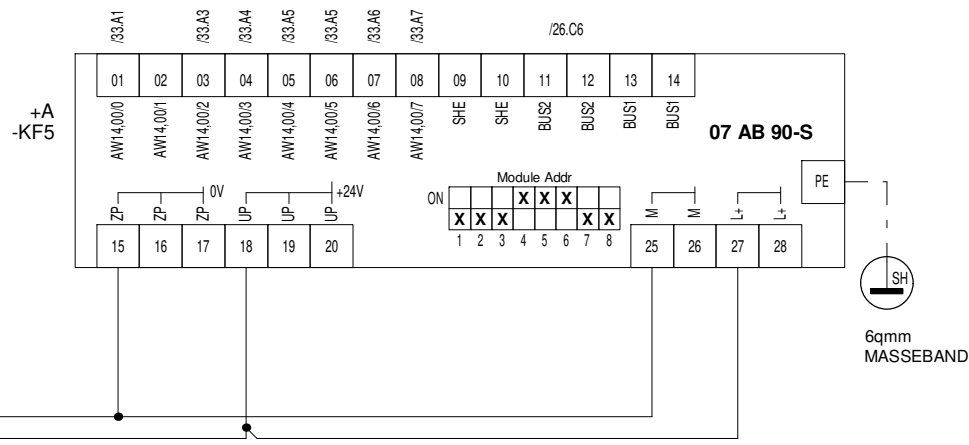 /33.A1 /33.A3 /33.A4 /33.A5 /33.A5 /33.A6 /33.A7 /26.C6
01 02 03 04 05 06 07 08 09 10 11 12 13 14
+A
-KF5
AW14,00/0 AW14,00/1 AW14,00/2 AW14,00/3 AW14,00/4 AW14,00/5 AW14,00/6 AW14,00/7 SHE SHE BUS2 BUS2 BUS1 BUS1
07 AB 90-S
PE
0V +24V
Module Addr
ON X X X
X X X X X
1 2 3 4 5 6 7 8
ZP ZP ZP UP UP UP M M L+ L+
15 16 17 18 19 20 25 26 27 28
SH
6qmm
MASSEBAND